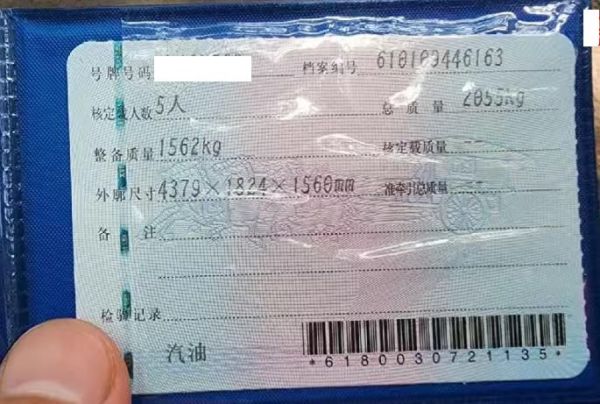 号牌号码 档案编号 610109446163
核定载人数 5人 总质量 2055kg
整备质量 1562kg 核定载质量 --
外廓尺寸 4379×1824×1560mm 准牵引总质量 --
备注
检验记录
汽油
*6180030721135*